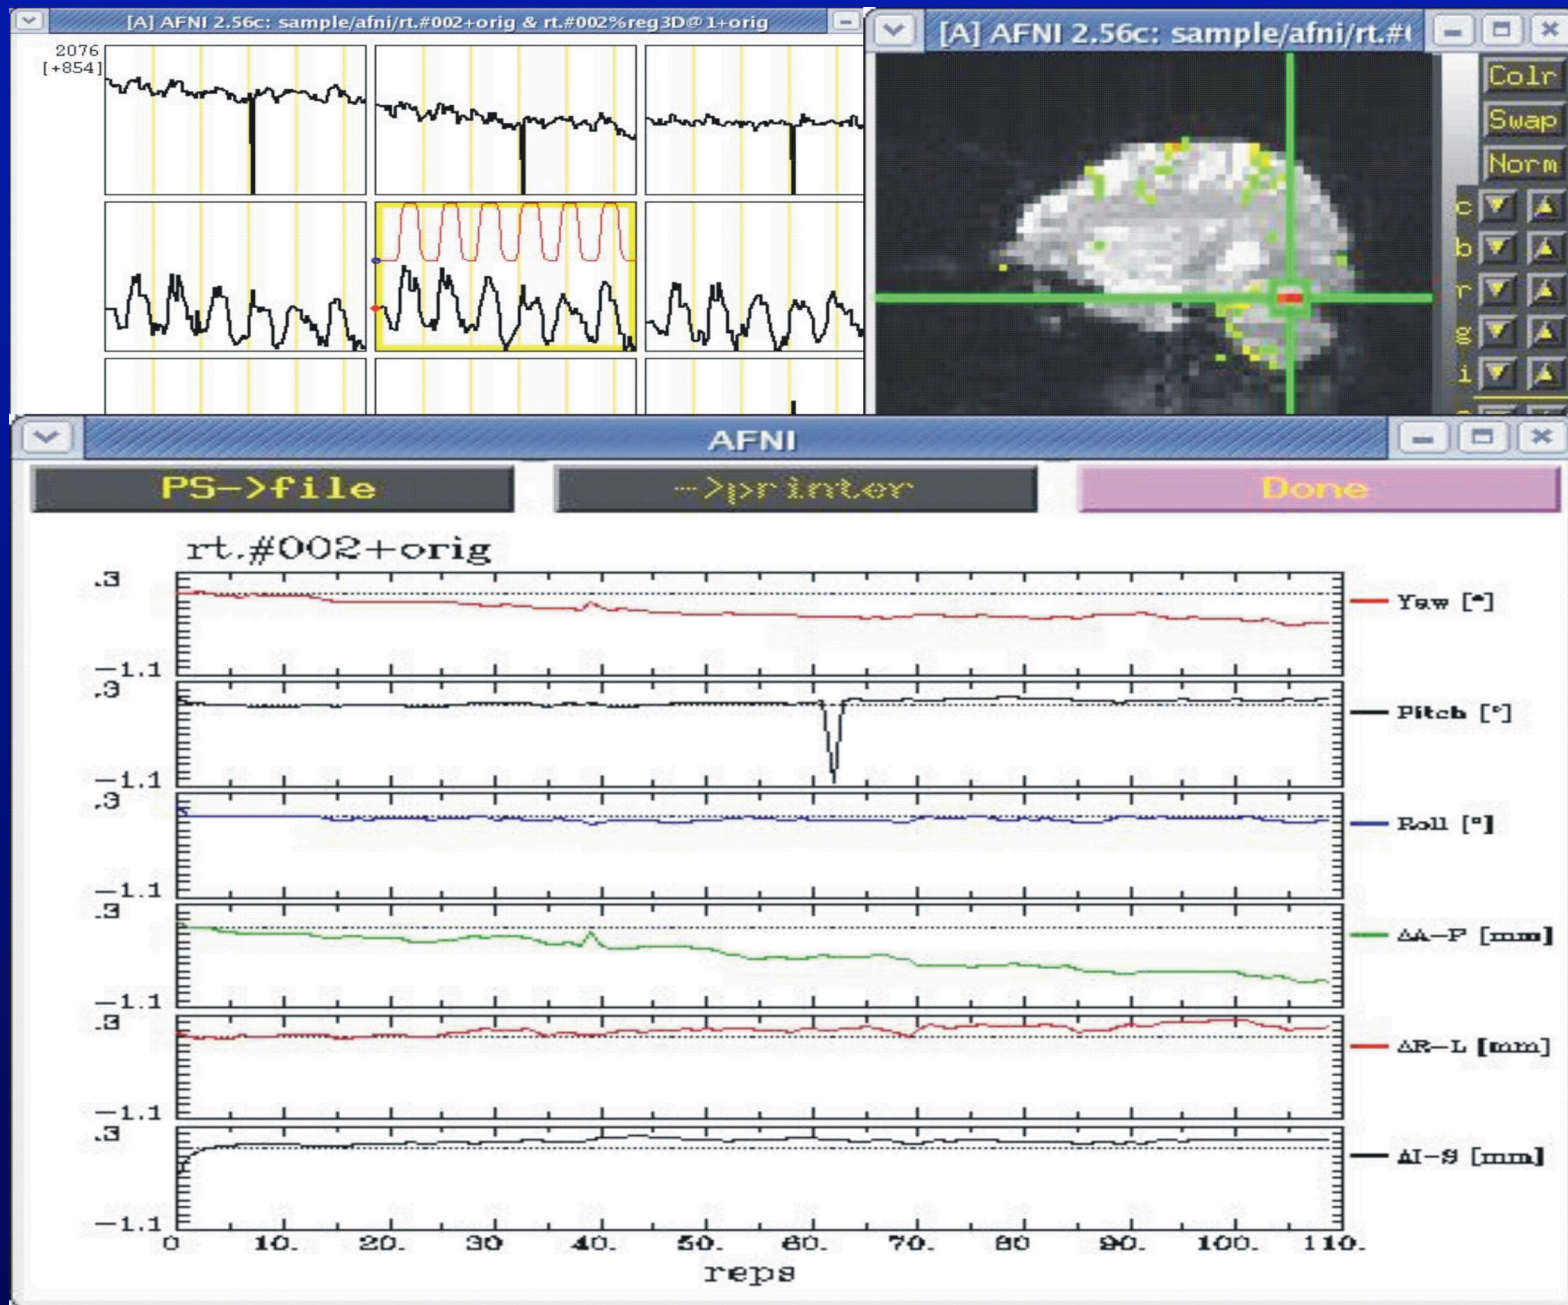 [A] AFNI 2.56c: sample/afni/rt.#002+orig & rt.#002%reg3D@1+orig
2076
[+854]
[A] AFNI 2.56c: sample/afni/rt.#(
Colr
Swap
Norm
c
b
r
g
i
AFNI
PS->file
->printer
Done
rt.#002+orig
.3
-1.1
Yaw [°]
.3
-1.1
Pitch [°]
.3
-1.1
Roll [°]
.3
-1.1
ΔA-P [mm]
.3
-1.1
ΔR-L [mm]
.3
-1.1
ΔI-S [mm]
0 10. 20. 30 40. 50. 60. 70. 80 90. 100. 110.
reps